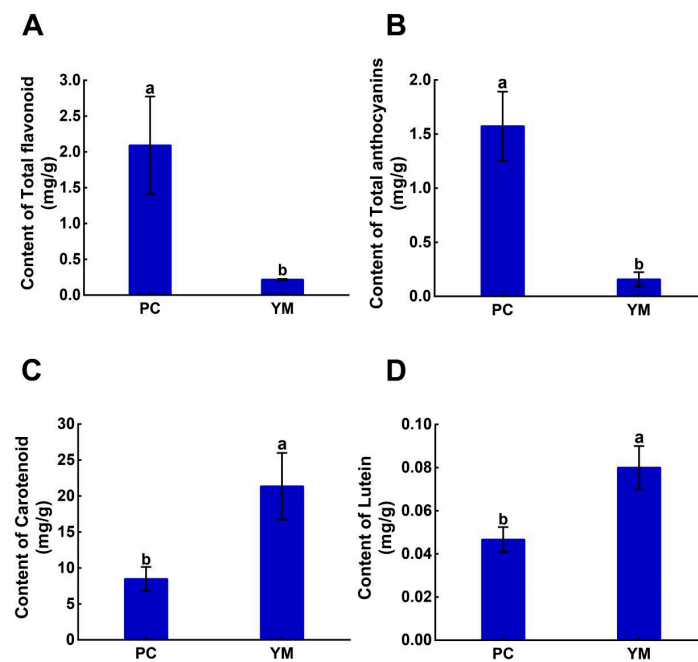 A
Content of Total flavonoid
(mg/g)
3.0
2.5
2.0
1.5
1.0
0.5
0.0
a
b
PC
YM
B
Content of Total anthocyanins
(mg/g)
2.0
1.5
1.0
0.5
0.0
a
b
PC
YM
C
Content of Carotenoid
(mg/g)
30
25
20
15
10
5
0
b
a
PC
YM
D
Content of Lutein
(mg/g)
0.10
0.08
0.06
0.04
0.02
0.00
b
a
PC
YM